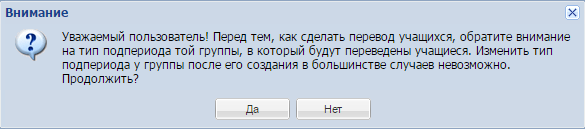 Внимание
Уважаемый пользователь! Перед тем, как сделать перевод учащихся, обратите внимание
на тип подпериода той группы, в который будут переведены учащиеся. Изменить тип
подпериода у группы после его создания в большинстве случаев невозможно.
Продолжить?
Да Нет